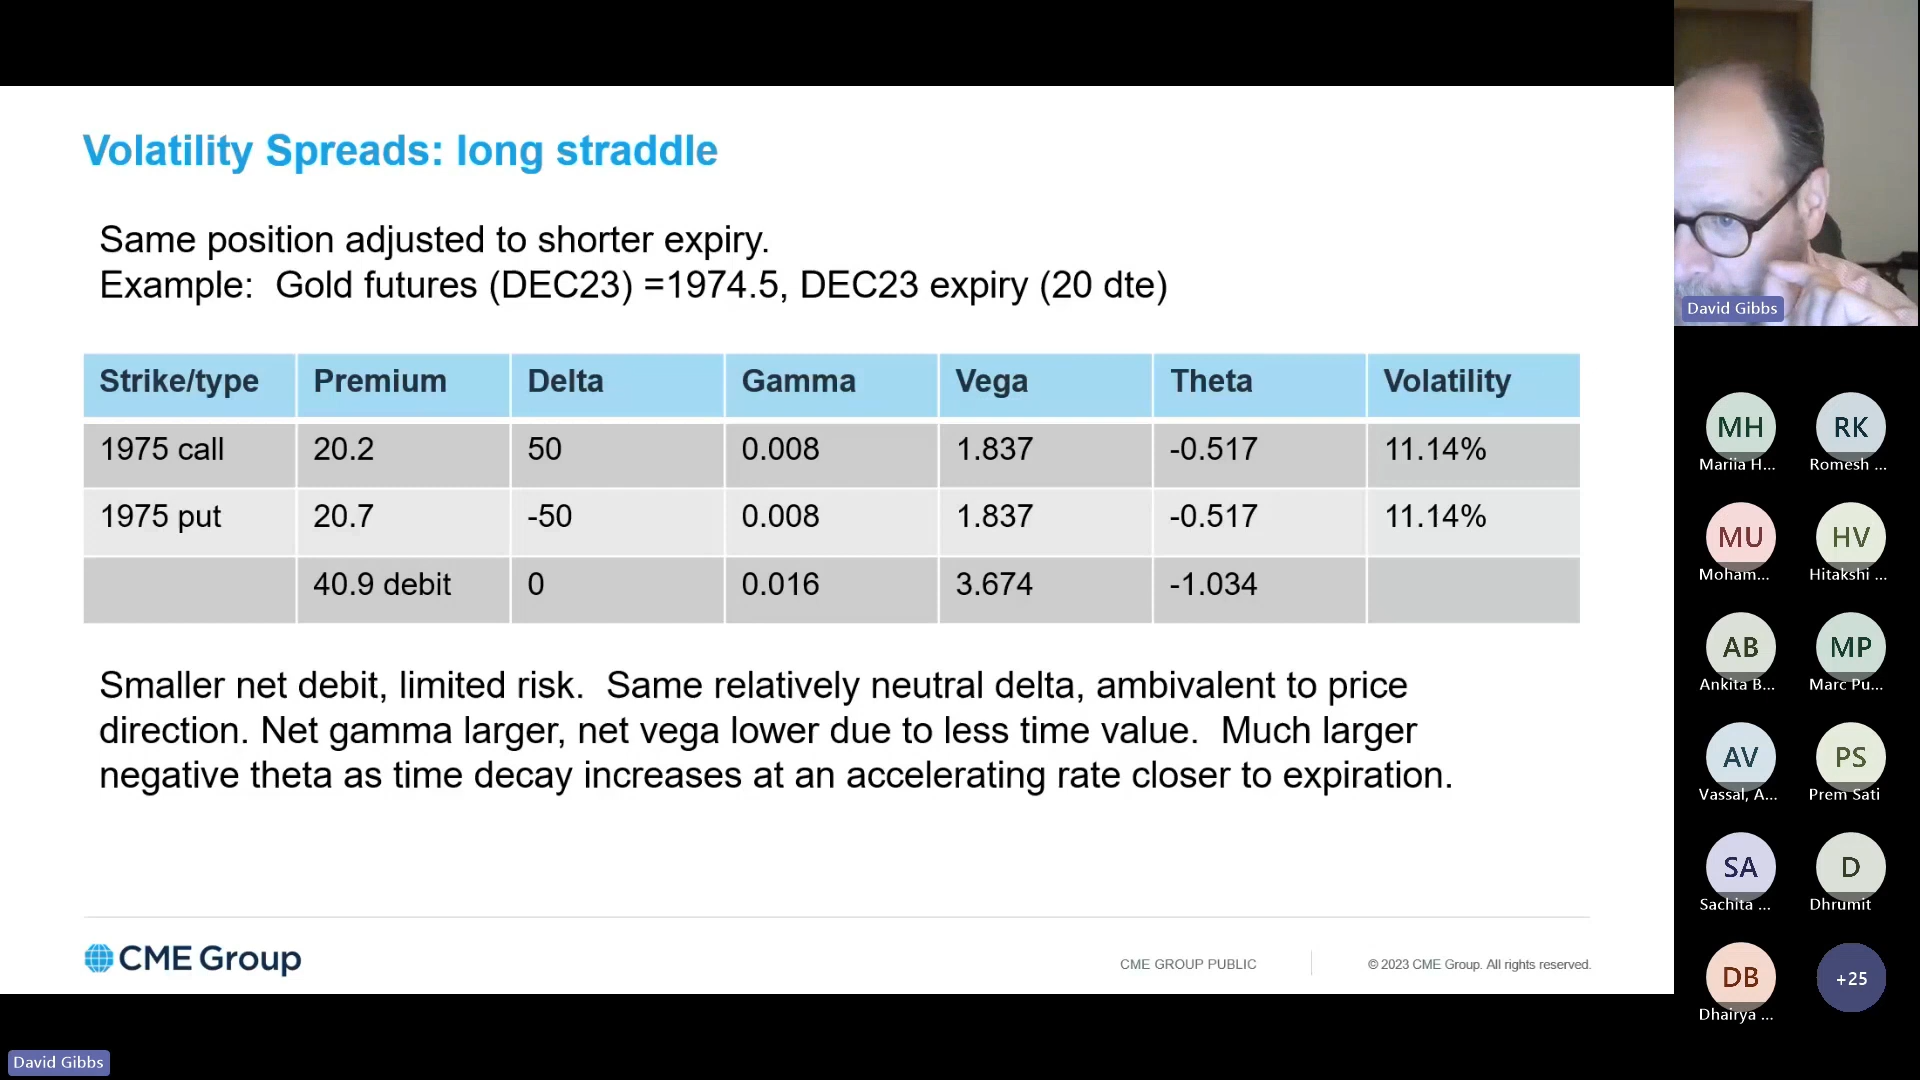 Volatility Spreads: long straddle
Same position adjusted to shorter expiry.
Example: Gold futures (DEC23) =1974.5, DEC23 expiry (20 dte)
Strike/type Premium Delta Gamma Vega Theta Volatility
1975 call 20.2 50 0.008 1.837 -0.517 11.14%
1975 put 20.7 -50 0.008 1.837 -0.517 11.14%
40.9 debit 0 0.016 3.674 -1.034
Smaller net debit, limited risk. Same relatively neutral delta, ambivalent to price
direction. Net gamma larger, net vega lower due to less time value. Much larger
negative theta as time decay increases at an accelerating rate closer to expiration.
CME Group
CME GROUP PUBLIC
© 2023 CME Group. All rights reserved.
David Gibbs
MH RK
Mariia H... Romesh ...
MU HV
Moham... Hitakshi ...
AB MP
Ankita B... Marc Pu...
AV PS
Vassal, A... Prem Sati
SA D
Sachita ... Dhrumit
DB +25
Dhairya ...
David Gibbs